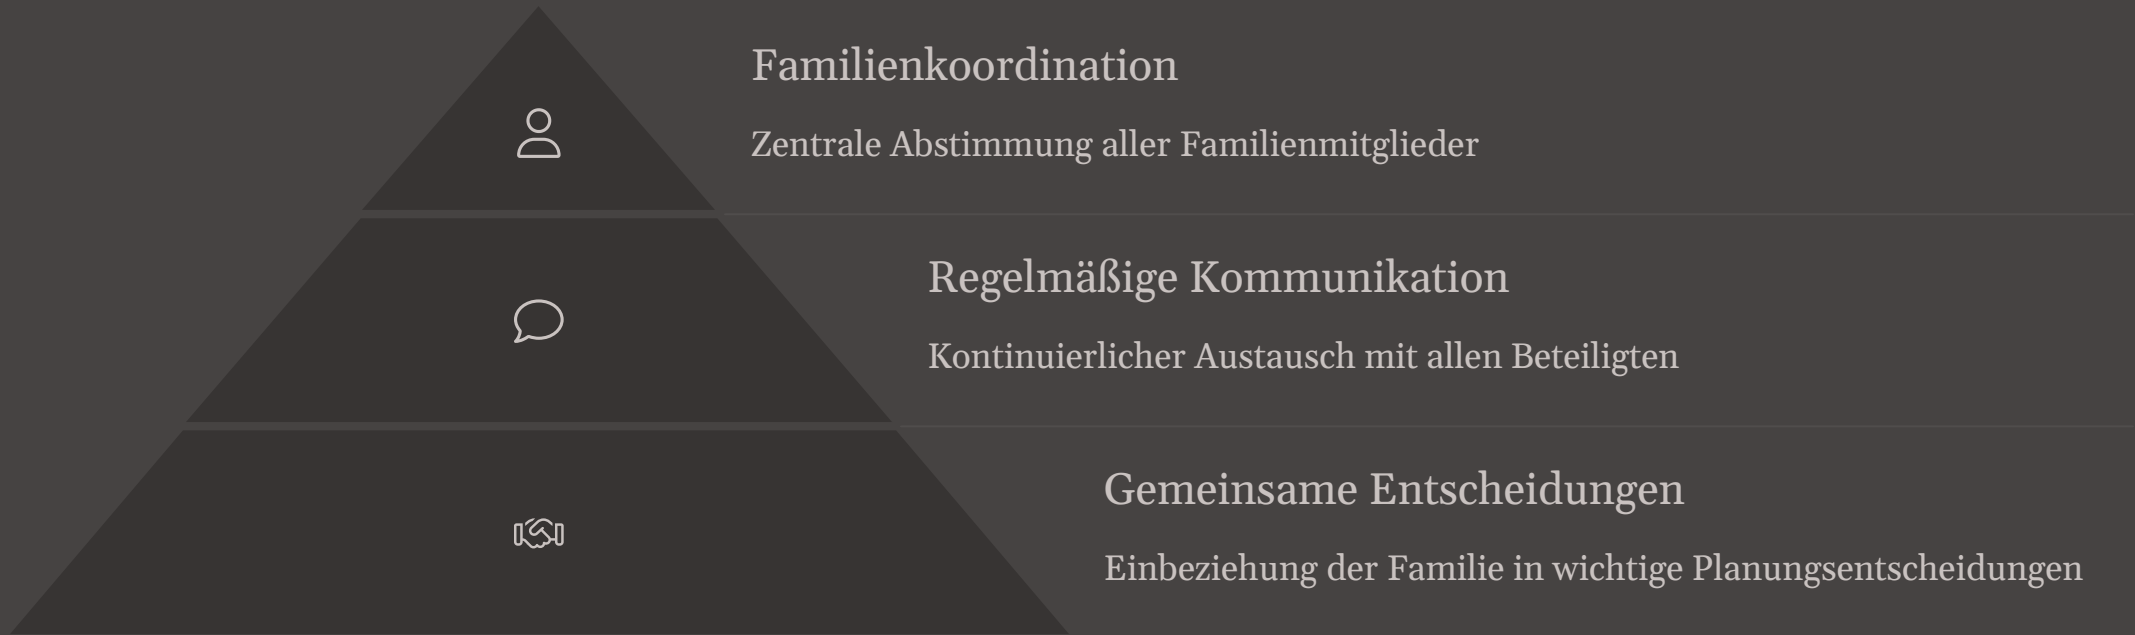 Familienkoordination
Zentrale Abstimmung aller Familienmitglieder
Regelmäßige Kommunikation
Kontinuierlicher Austausch mit allen Beteiligten
Gemeinsame Entscheidungen
Einbeziehung der Familie in wichtige Planungsentscheidungen